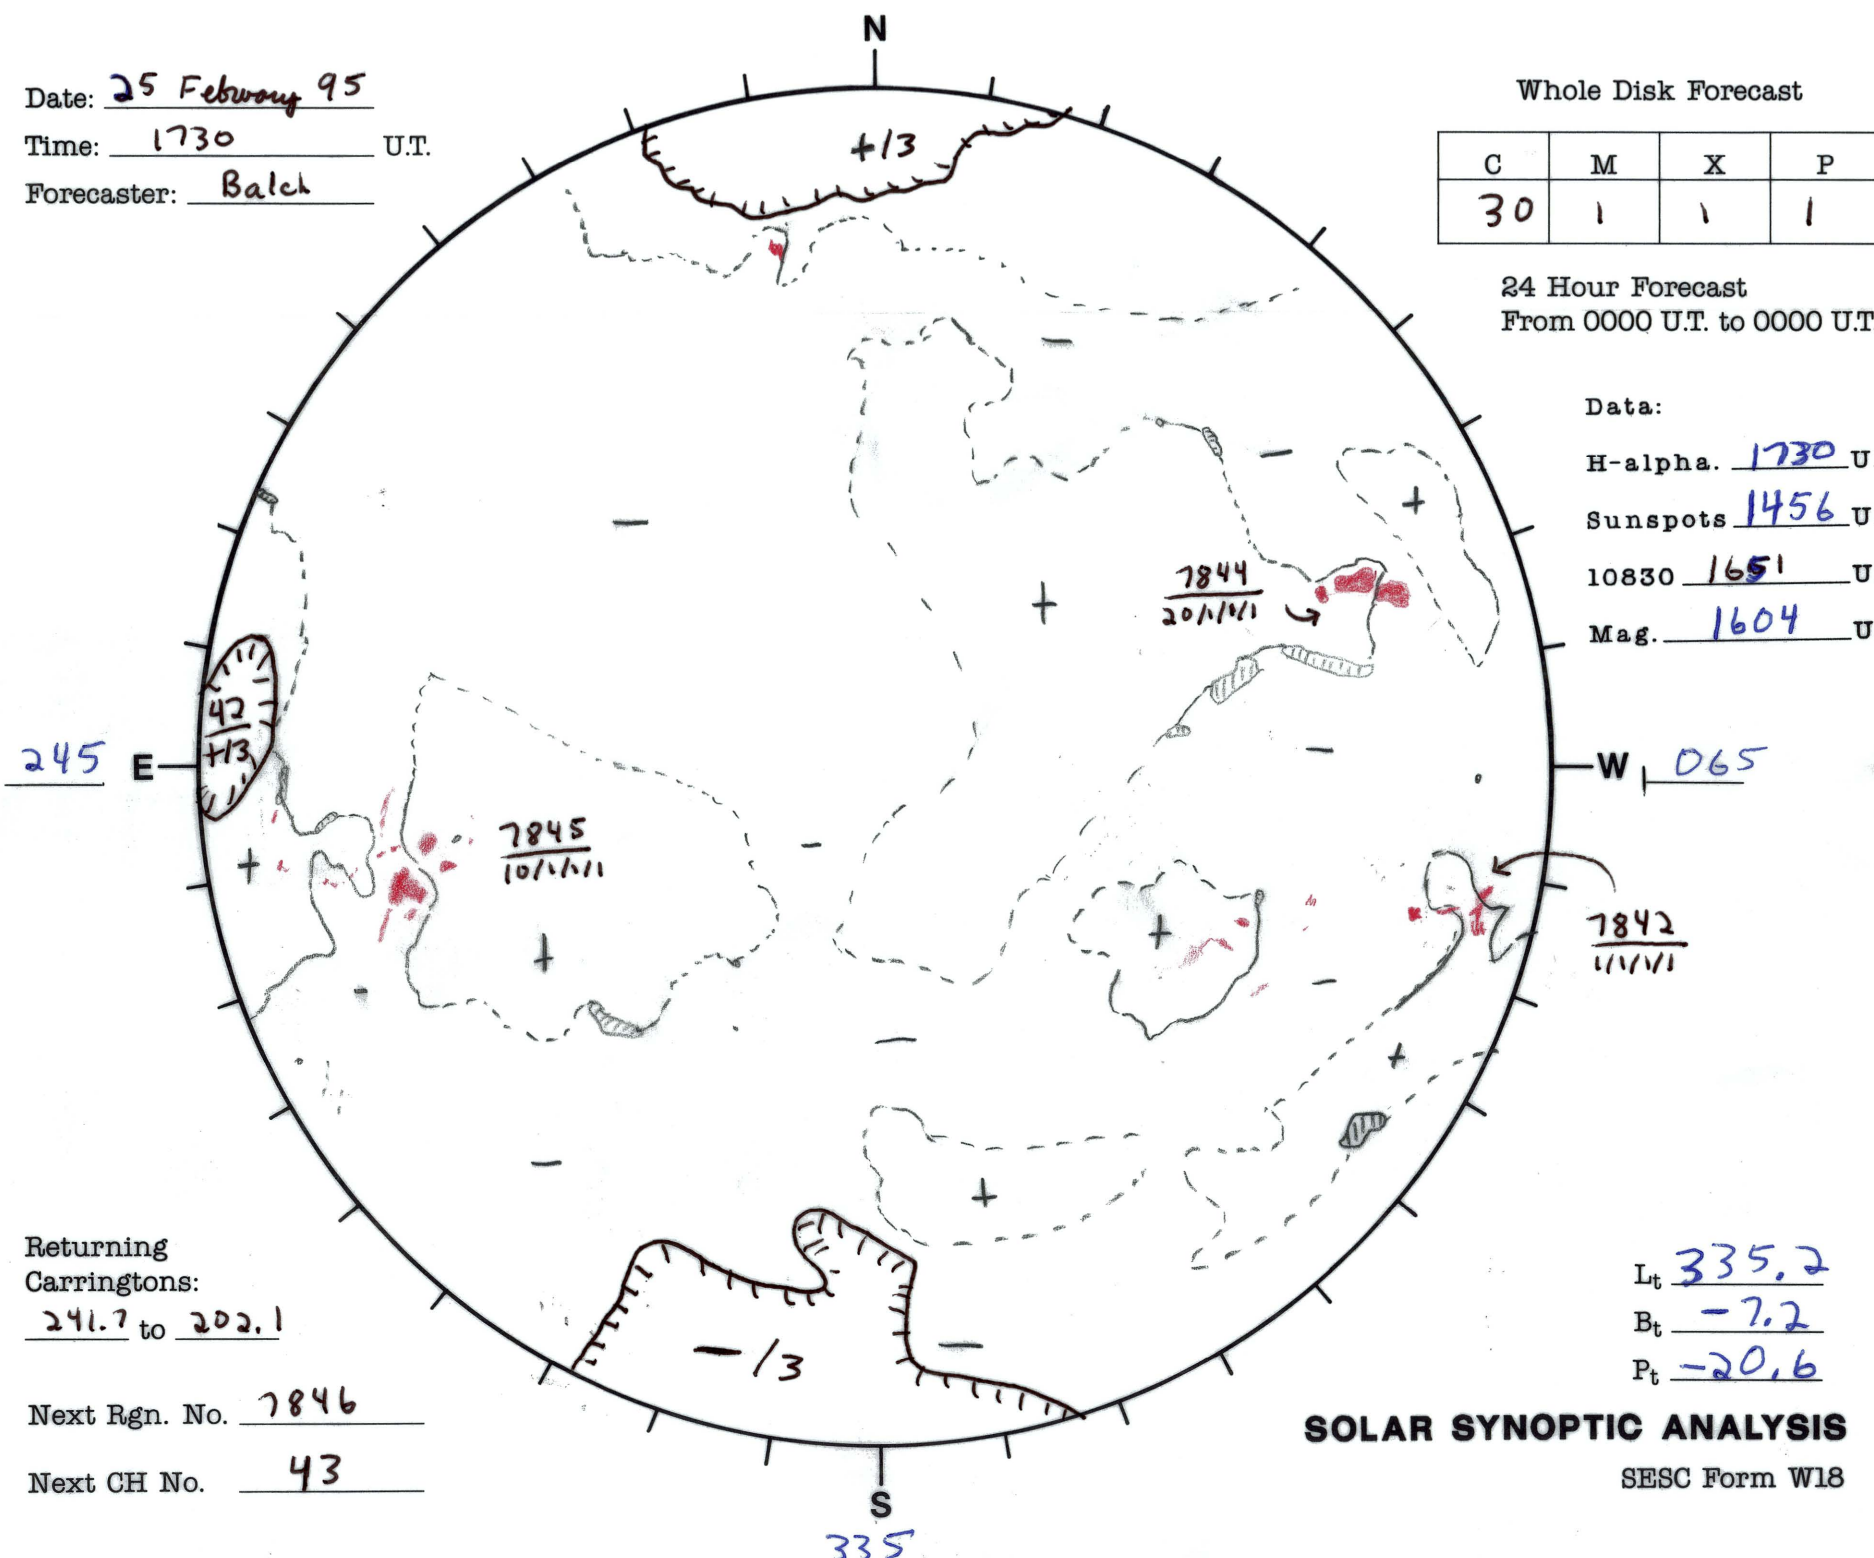 N
Date: 25 February 95
Time: 1730 U.T.
Forecaster: Balch
Whole Disk Forecast
C M X P
30 1 1 1
24 Hour Forecast
From 0000 U.T. to 0000 U.T
Data:
H-alpha. 1730 U
Sunspots 1456 U
10830 1651 U
Mag. 1604 U
+/3
-
-
+
-
+
7844
20/1/1/1
42
+/3
245 E
-
W 065
+
7845
10/1/1/1
-
+
+
-
-
7842
1/1/1/1
-
+
-
+
-
-/3
Returning
Carringtons:
241.7 to 202.1
Next Rgn. No. 7846
Next CH No. 43
Lt 335.2
Bt -7.2
Pt -20.6
SOLAR SYNOPTIC ANALYSIS
SESC Form W18
S
335